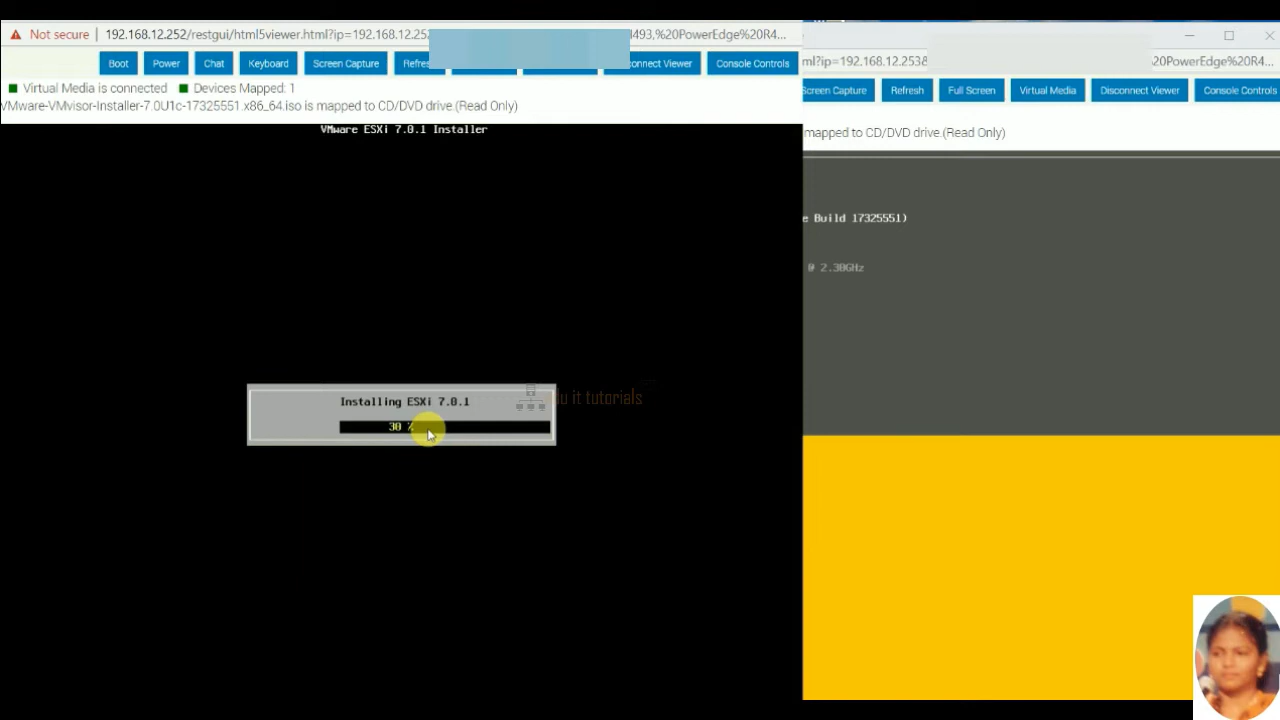 Not secure | 192.168.12.252/restgui/html5viewer.html?ip=192.168.12.25 493,%20PowerEdge%20R4...
Boot Power Chat Keyboard Screen Capture Refres connect Viewer Console Controls
Virtual Media is connected Devices Mapped: 1
VMware-VMvisor-Installer-7.0U1c-17325551.x86_64.iso is mapped to CD/DVD drive.(Read Only)
VMware ESXi 7.0.1 Installer
Installing ESXi 7.0.1
30 %
du it tutorials
ml?ip=192.168.12.253& 20PowerEdge%20R4...
Screen Capture Refresh Full Screen Virtual Media Disconnect Viewer Console Controls
mapped to CD/DVD drive.(Read Only)
e Build 17325551)
@ 2.30GHz